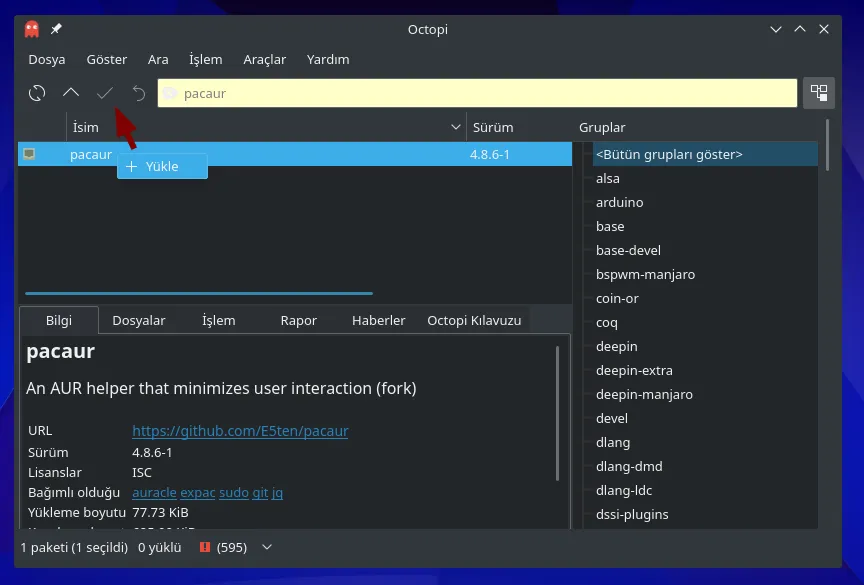 Octopi
Dosya Göster Ara İşlem Araçlar Yardım
pacaur
İsim Sürüm
pacaur 4.8.6-1
Yükle
Gruplar
<Bütün grupları göster>
alsa
arduino
base
base-devel
bspwm-manjaro
coin-or
coq
deepin
deepin-extra
deepin-manjaro
devel
dlang
dlang-dmd
dlang-ldc
dssi-plugins
Bilgi Dosyalar İşlem Rapor Haberler Octopi Kılavuzu
pacaur
An AUR helper that minimizes user interaction (fork)
URL https://github.com/E5ten/pacaur
Sürüm 4.8.6-1
Lisanslar ISC
Bağımlı olduğu auracle expac sudo git jq
Yükleme boyutu 77.73 KiB
1 paketi (1 seçildi) 0 yüklü (595)